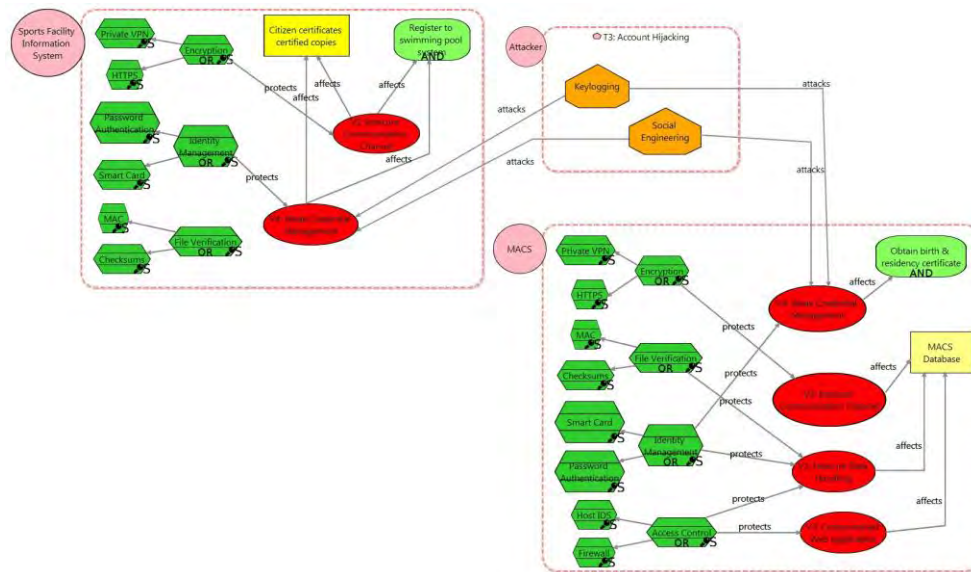 Sports Facility
Information
System
Private VPN
S
Encryption
OR S
HTTPS
S
Password
Authentication
S
Identity
Management
OR S
Smart Card
S
MAC
S
File Verification
OR S
Checksums
S
protects
protects
Citizen certificates
certified copies
Register to
swimming pool
system
AND
affects
affects
affects
affects
Attacker
T3: Account Hijacking
Keylogging
Social
Engineering
attacks
attacks
attacks
attacks
MACS
Private VPN
S
Encryption
OR S
HTTPS
S
MAC
S
File Verification
OR S
Checksums
S
Smart Card
S
Identity
Management
OR S
Password
Authentication
S
Host IDS
S
Access Control
OR S
Firewall
S
protects
protects
protects
protects
protects
protects
Obtain birth &
residency certificate
AND
affects
MACS
Database
affects
affects
affects
Management